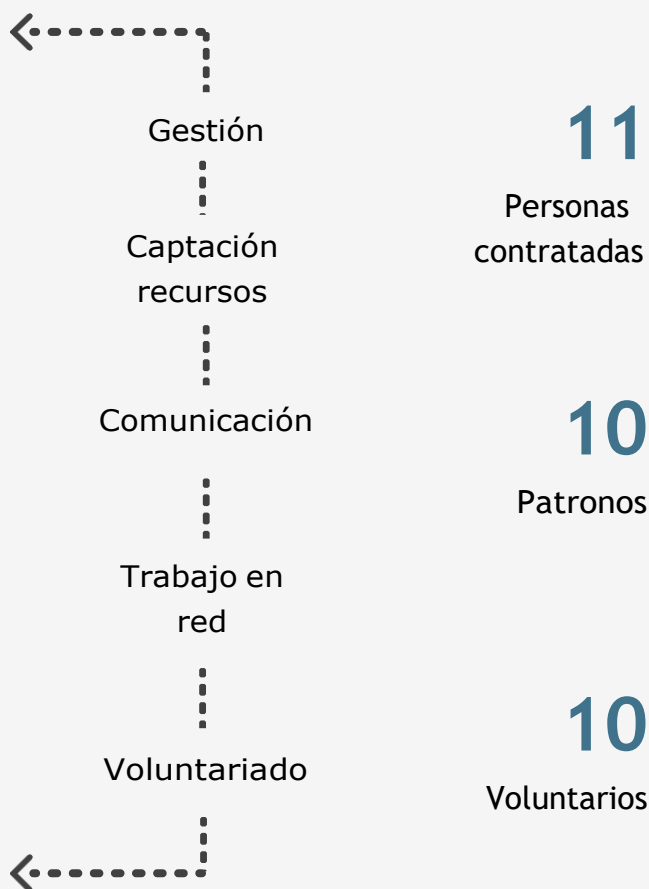 Gestión
Captación
recursos
Comunicación
Trabajo en
red
Voluntariado
11
Personas
contratadas
10
Patronos
10
Voluntarios